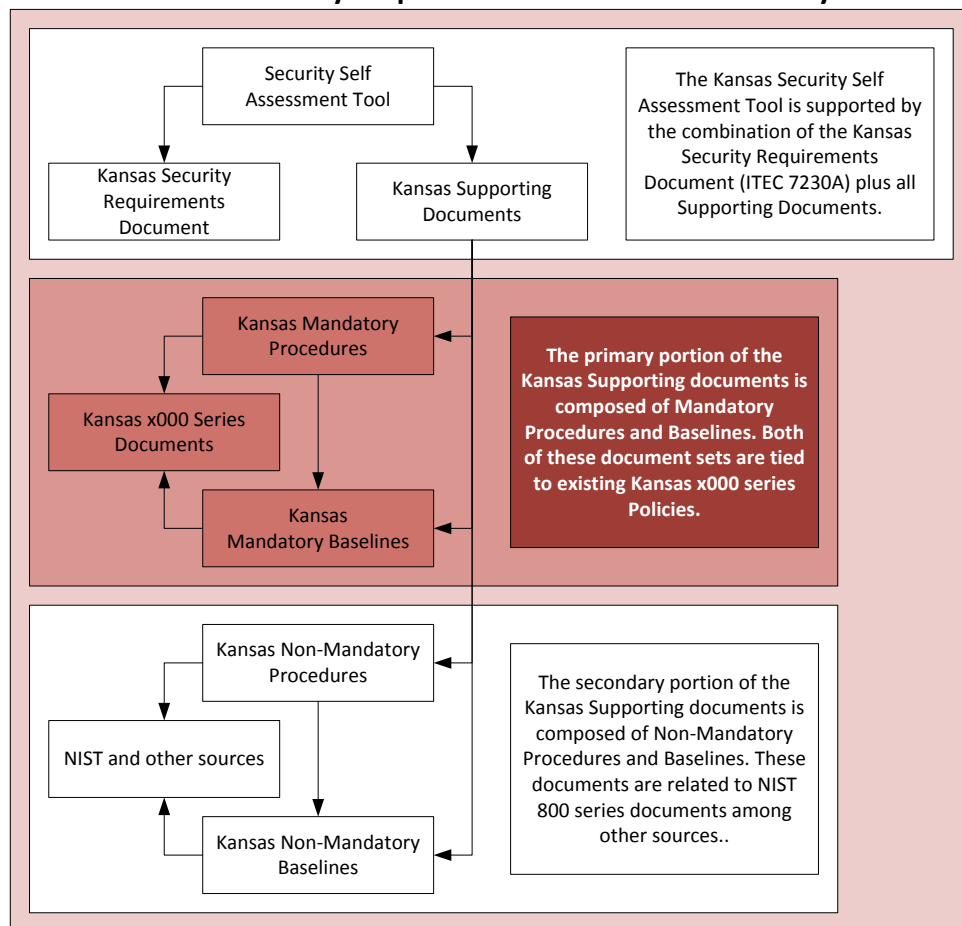 Security Self
Assessment Tool
The Kansas Security Self
Assessment Tool is supported by
the combination of the Kansas
Security Requirements
Document (ITEC 7230A) plus all
Supporting Documents.
Kansas Security
Requirements
Document
Kansas Supporting
Documents
Kansas Mandatory
Procedures
Kansas x000 Series
Documents
Kansas
Mandatory Baselines
The primary portion of the
Kansas Supporting documents is
composed of Mandatory
Procedures and Baselines. Both
of these document sets are tied
to existing Kansas x000 series
Policies.
Kansas Non-Mandatory
Procedures
NIST and other sources
Kansas Non-Mandatory
Baselines
The secondary portion of the
Kansas Supporting documents is
composed of Non-Mandatory
Procedures and Baselines. These
documents are related to NIST
800 series documents among
other sources..